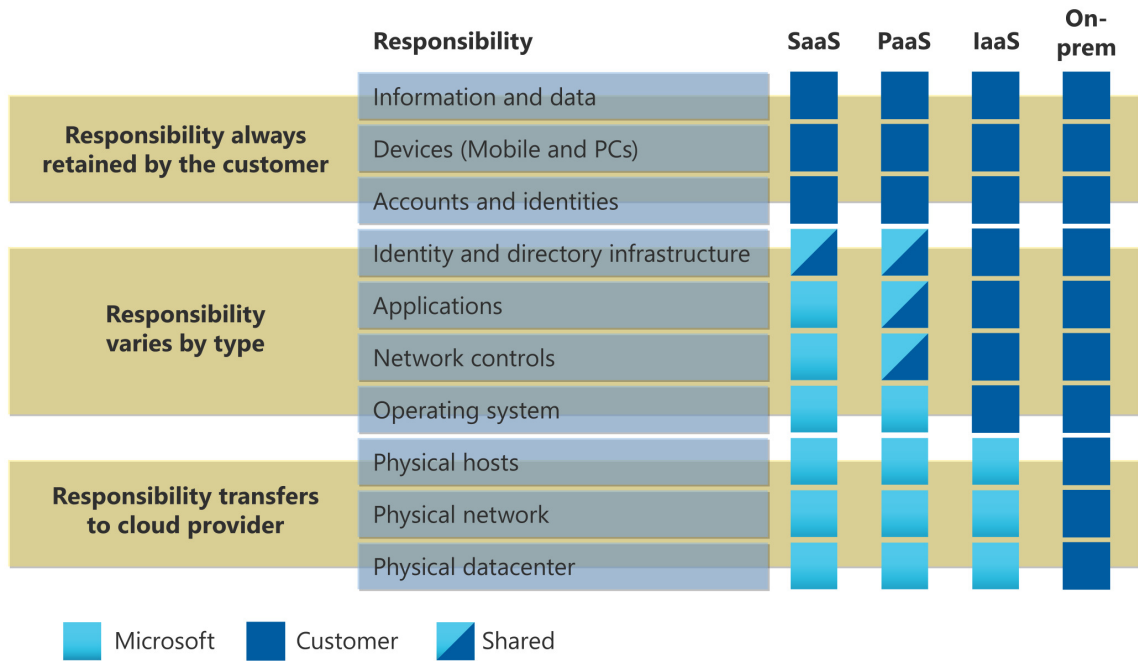 Responsibility SaaS PaaS IaaS On-
prem
Responsibility always
retained by the customer
Information and data
Devices (Mobile and PCs)
Accounts and identities
Responsibility
varies by type
Identity and directory infrastructure
Applications
Network controls
Operating system
Responsibility transfers
to cloud provider
Physical hosts
Physical network
Physical datacenter
Microsoft Customer Shared